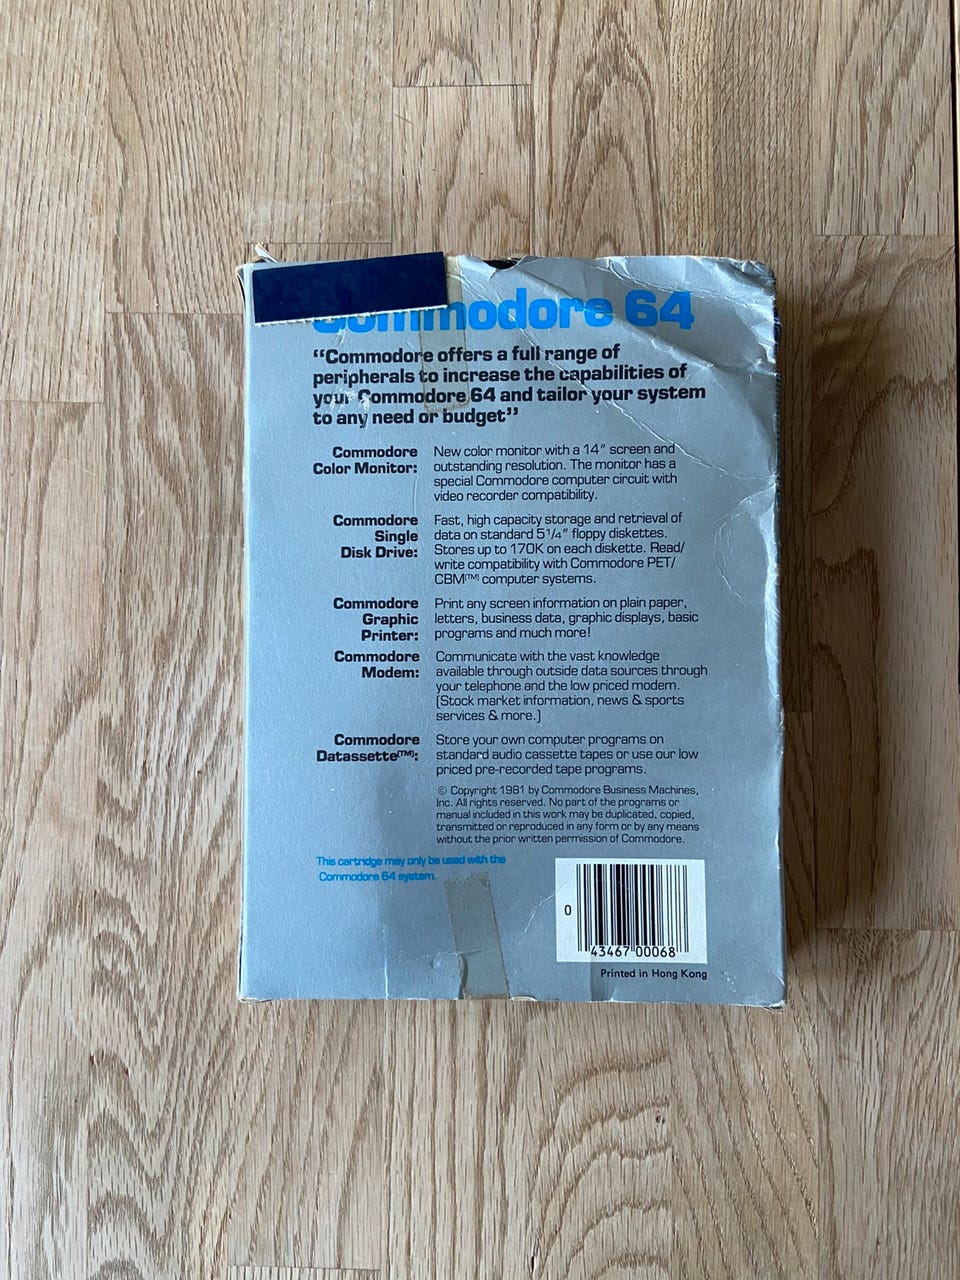 Commodore 64
“Commodore offers a full range of
peripherals to increase the capabilities of
your Commodore 64 and tailor your system
to any need or budget”
Commodore
Color Monitor:
New color monitor with a 14" screen and
outstanding resolution. The monitor has a
special Commodore computer circuit with
video recorder compatibility.
Commodore
Single
Disk Drive:
Fast, high capacity storage and retrieval of
data on standard 5¼" floppy diskettes.
Stores up to 170K on each diskette. Read/
write compatibility with Commodore PET/
CBM(TM) computer systems.
Commodore
Graphic
Printer:
Print any screen information on plain paper,
letters, business data, graphic displays, basic
programs and much more!
Commodore
Modem:
Communicate with the vast knowledge
available through outside data sources through
your telephone and the low priced modem.
[Stock market information, news & sports
services & more.]
Commodore
Datassette(TM):
Store your own computer programs on
standard audio cassette tapes or use our low
priced pre-recorded tape programs.
© Copyright 1981 by Commodore Business Machines,
Inc. All rights reserved. No part of the programs or
manual included in this work may be duplicated, copied,
transmitted or reproduced in any form or by any means
without the prior written permission of Commodore.
This cartridge may only be used with the
Commodore 64 system.
0
43467 00068
Printed in Hong Kong